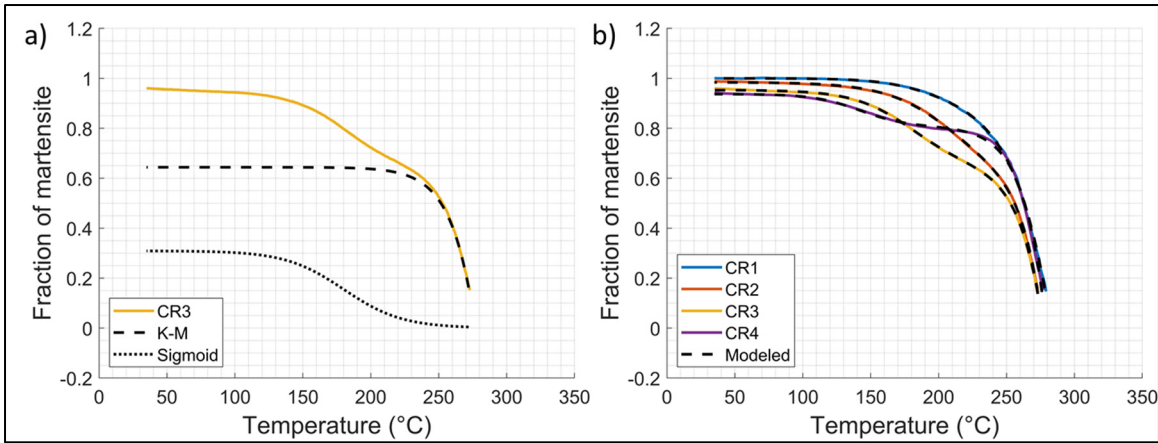 a)
Fraction of martensite
1.2
1
0.8
0.6
0.4
0.2
0
-0.2
CR3
K-M
Sigmoid
0 50 100 150 200 250 300 350
Temperature (°C)
b)
Fraction of martensite
1.2
1
0.8
0.6
0.4
0.2
0
-0.2
CR1
CR2
CR3
CR4
Modeled
0 50 100 150 200 250 300 350
Temperature (°C)